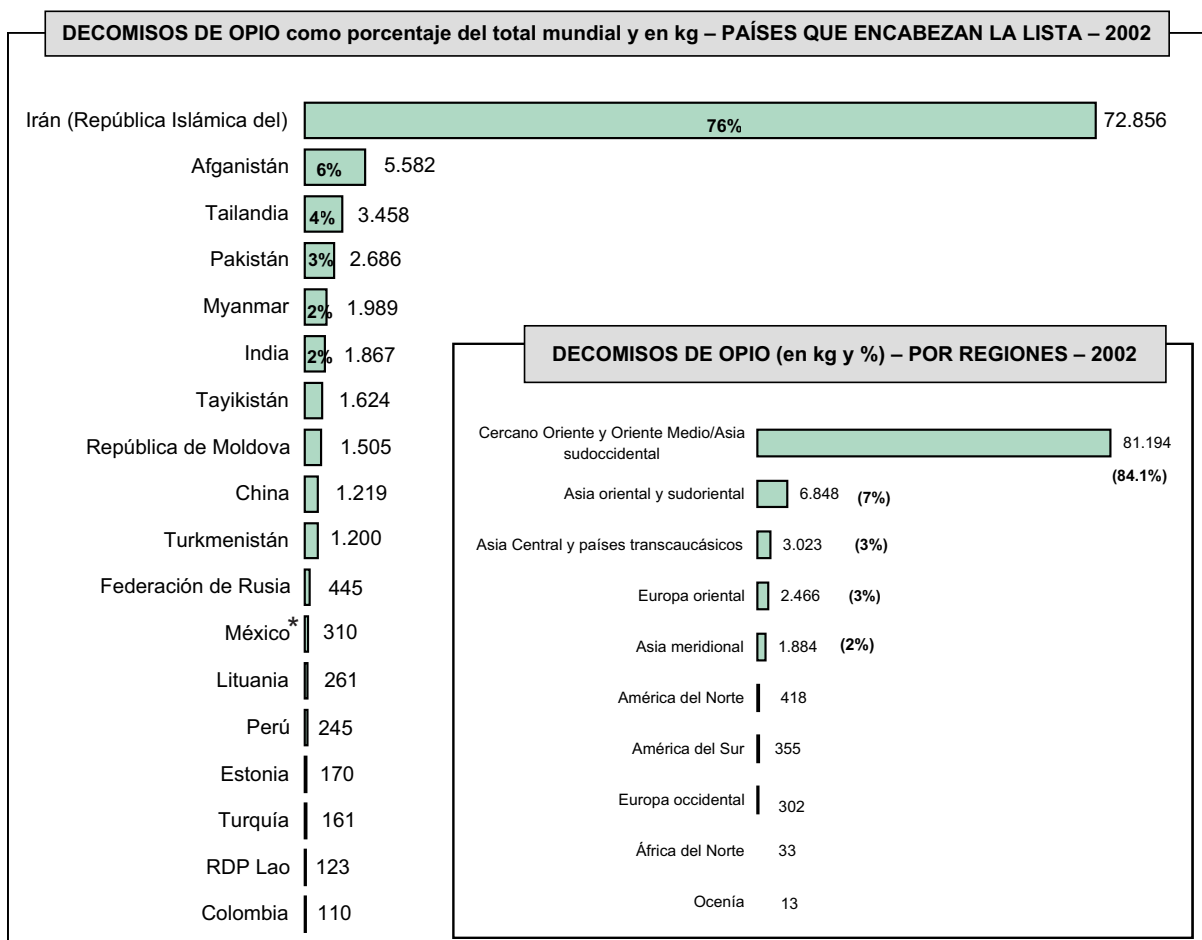 DECOMISOS DE OPIO como porcentaje del total mundial y en kg – PAÍSES QUE ENCABEZAN LA LISTA – 2002
Irán (República Islámica del) 76% 72.856
Afganistán 6% 5.582
Tailandia 4% 3.458
Pakistán 3% 2.686
Myanmar 2% 1.989
India 2% 1.867
Tayikistán 1.624
República de Moldova 1.505
China 1.219
Turkmenistán 1.200
Federación de Rusia 445
México* 310
Lituania 261
Perú 245
Estonia 170
Turquía 161
RDP Lao 123
Colombia 110
DECOMISOS DE OPIO (en kg y %) – POR REGIONES – 2002
Cercano Oriente y Oriente Medio/Asia
sudoccidental 81.194
(84.1%)
Asia oriental y sudoriental 6.848 (7%)
Asia Central y países transcaucásicos 3.023 (3%)
Europa oriental 2.466 (3%)
Asia meridional 1.884 (2%)
América del Norte 418
América del Sur 355
Europa occidental 302
África del Norte 33
Ocenía 13